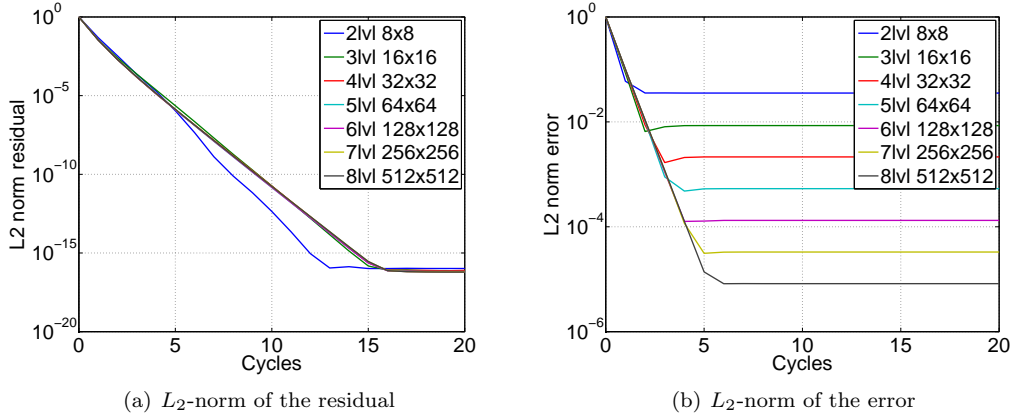 10^0
10^-5
10^-10
10^-15
10^-20
L2 norm residual
0
5
10
15
20
Cycles
2lvl 8x8
3lvl 16x16
4lvl 32x32
5lvl 64x64
6lvl 128x128
7lvl 256x256
8lvl 512x512
(a) L2-norm of the residual
10^0
10^-2
10^-4
10^-6
L2 norm error
0
5
10
15
20
Cycles
2lvl 8x8
3lvl 16x16
4lvl 32x32
5lvl 64x64
6lvl 128x128
7lvl 256x256
8lvl 512x512
(b) L2-norm of the error